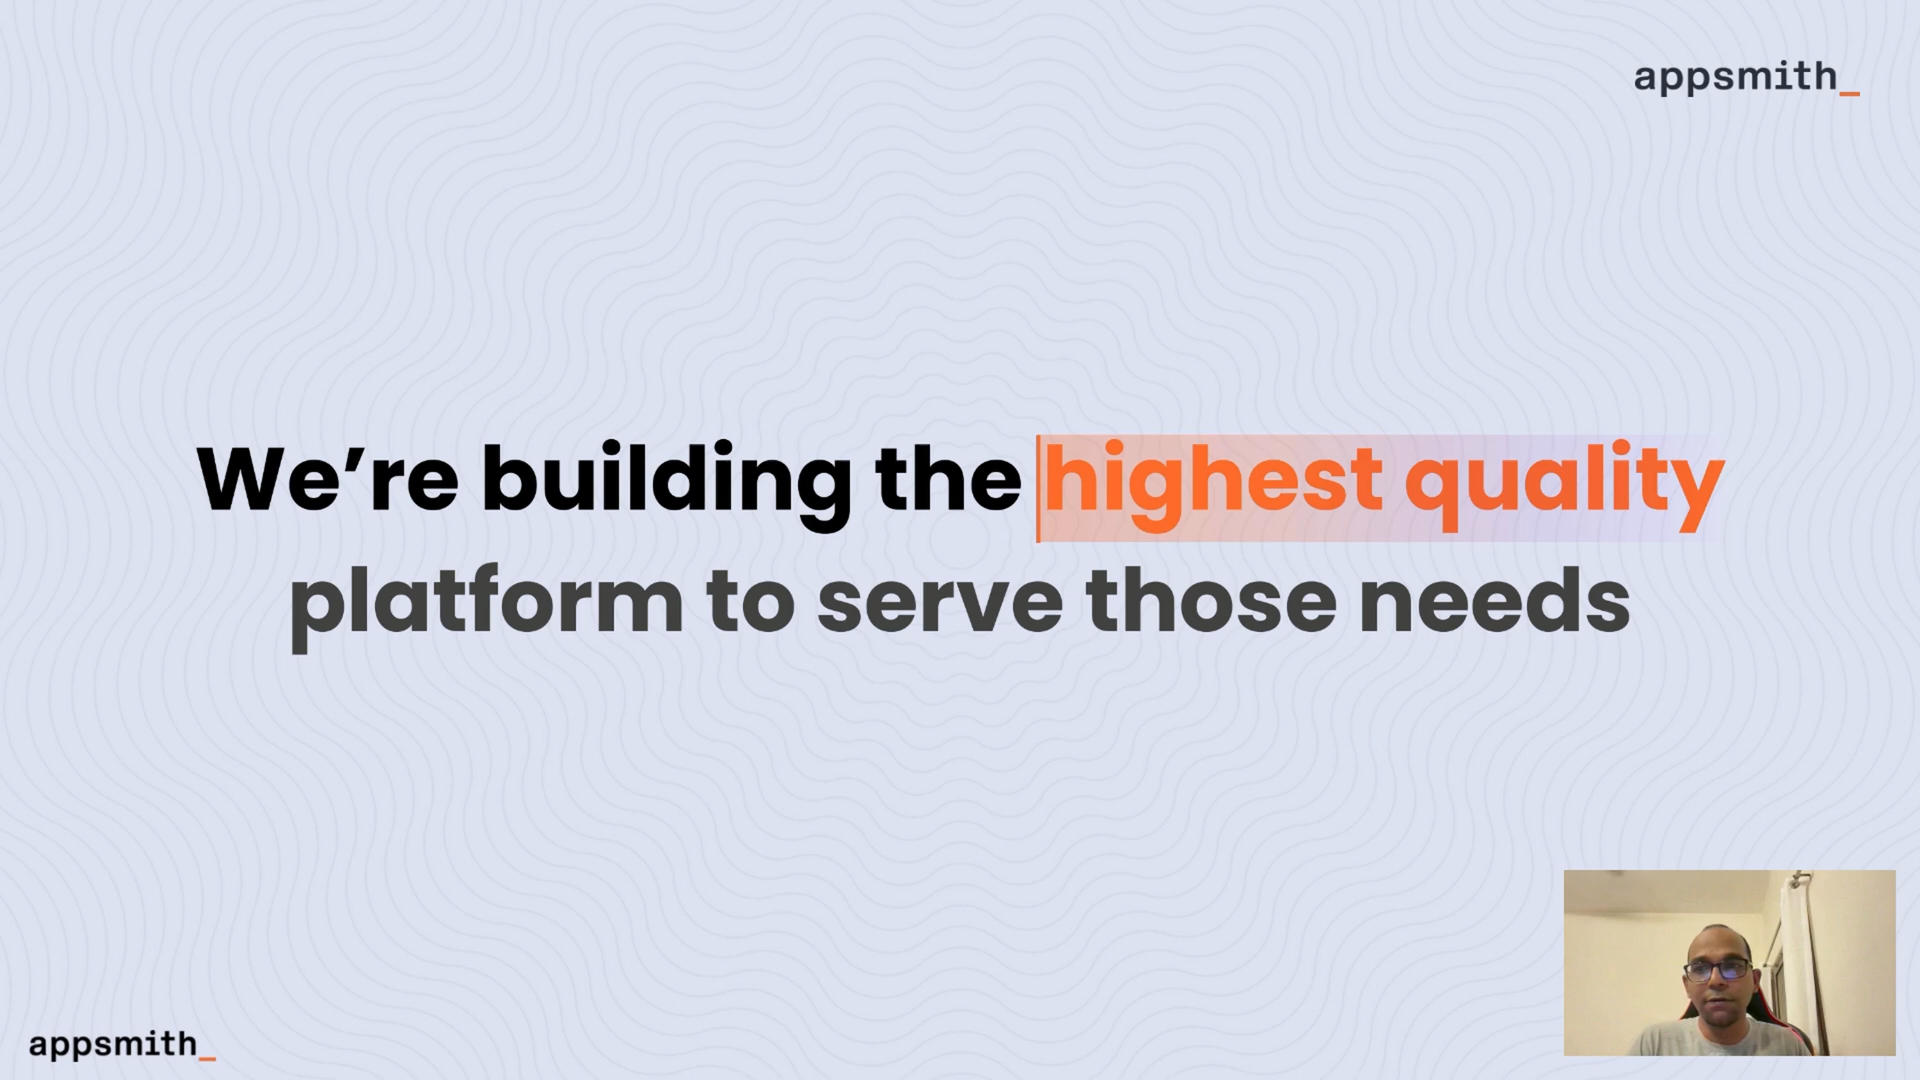 appsmith_
We’re building the highest quality
platform to serve those needs
appsmith_